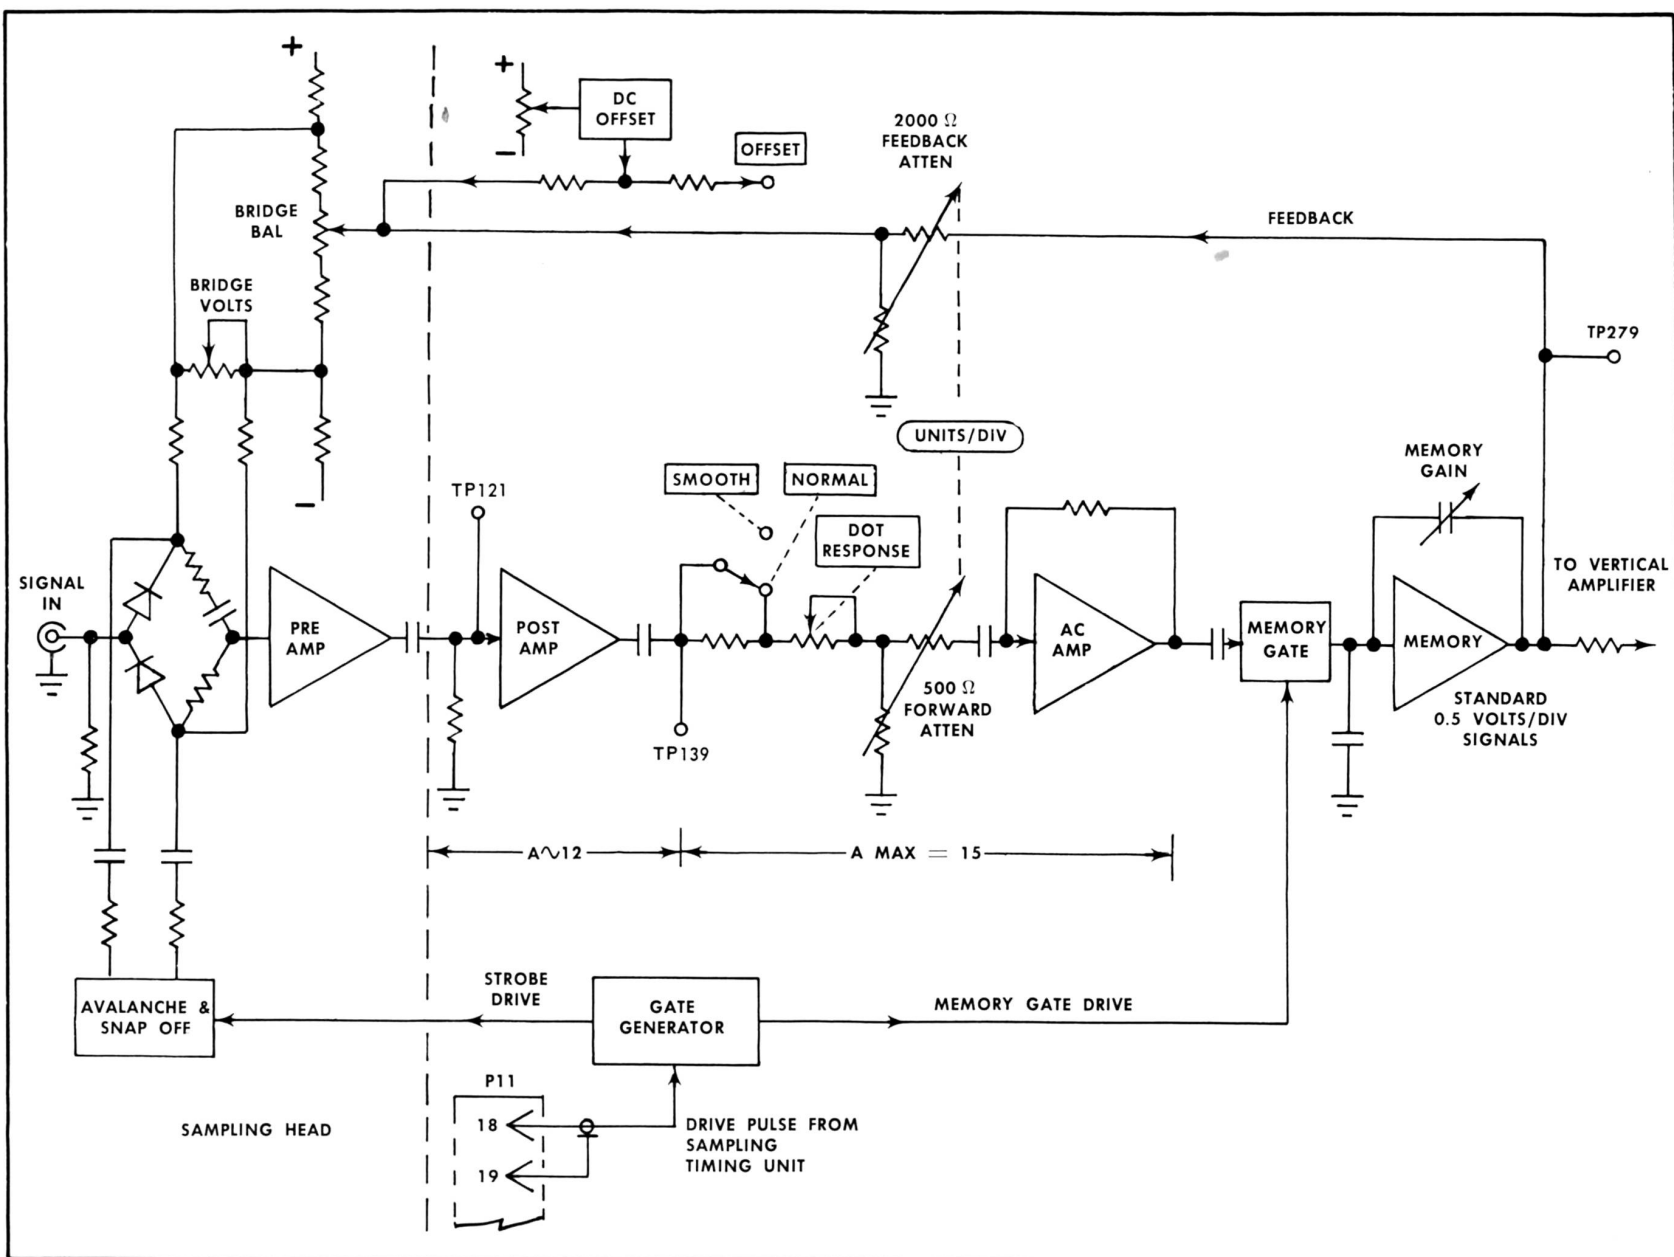 +
+
DC
OFFSET
−
OFFSET
2000 Ω
FEEDBACK
ATTEN
BRIDGE
BAL
FEEDBACK
BRIDGE
VOLTS
TP279
−
UNITS/DIV
MEMORY
GAIN
SMOOTH
NORMAL
TP121
DOT
RESPONSE
TO VERTICAL
AMPLIFIER
SIGNAL
IN
PRE
AMP
POST
AMP
AC
AMP
MEMORY
GATE
MEMORY
500 Ω
FORWARD
ATTEN
STANDARD
0.5 VOLTS/DIV
SIGNALS
TP139
A∿12
A MAX = 15
STROBE
DRIVE
AVALANCHE &
SNAP OFF
GATE
GENERATOR
MEMORY GATE DRIVE
P11
18
19
DRIVE PULSE FROM
SAMPLING
TIMING UNIT
SAMPLING HEAD